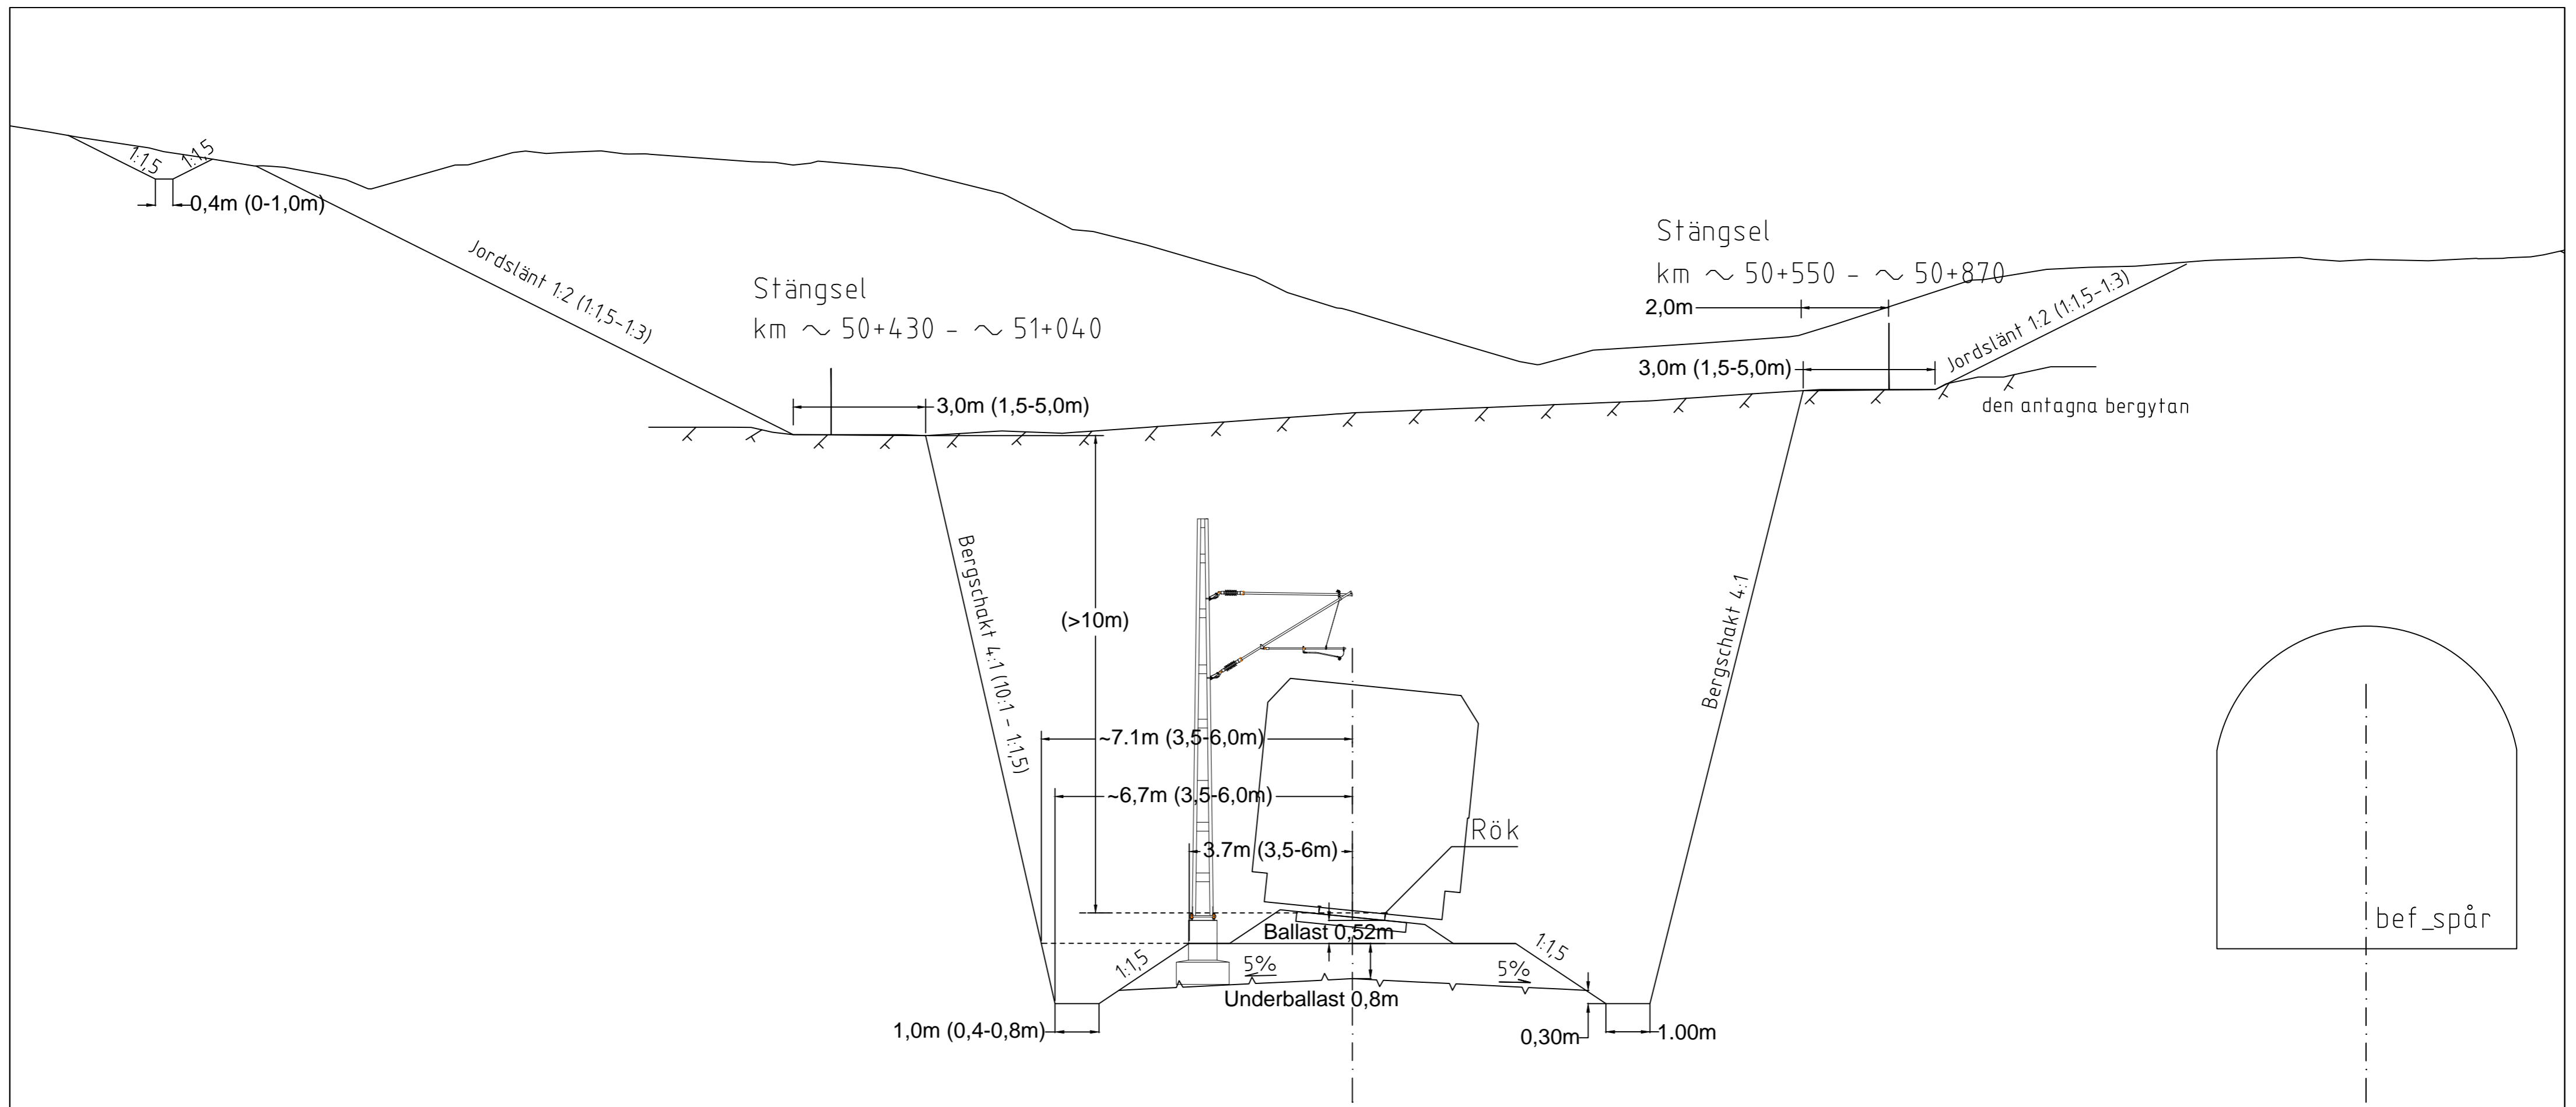 1:1,5
1:1,5
0,4m (0-1,0m)
Jordslänt 1:2 (1:1,5-1:3)
Stängsel
km ~ 50+430 - ~ 51+040
3,0m (1,5-5,0m)
Stängsel
km ~ 50+550 - ~ 50+870
2,0m
3,0m (1,5-5,0m)
Jordslänt 1:2 (1:1,5-1:3)
den antagna bergytan
Bergschakt 4:1 (10:1 - 1:1,5)
(>10m)
Bergschakt 4:1
~7.1m (3,5-6,0m)
~6,7m (3,5-6,0m)
3.7m (3,5-6m)
Rök
Ballast 0,52m
1:1,5
5%
5%
1:1,5
Underballast 0,8m
1,0m (0,4-0,8m)
0,30m
1.00m
bef_spår